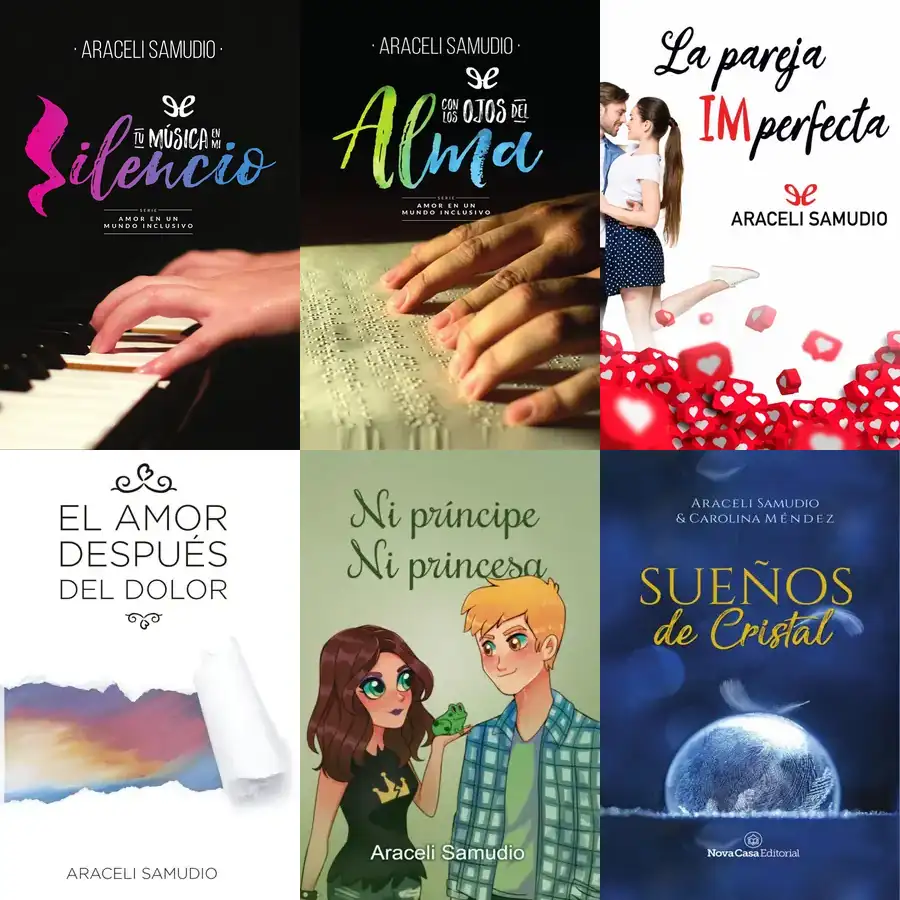 · ARACELI SAMUDIO ·
TU MÚSICA EN MI
Silencio
SERIE
AMOR EN UN
MUNDO INCLUSIVO
· ARACELI SAMUDIO ·
CON LOS OJOS DEL
Alma
SERIE
AMOR EN UN
MUNDO INCLUSIVO
La pareja
IMperfecta
ARACELI SAMUDIO
EL AMOR
DESPUÉS
DEL DOLOR
ARACELI SAMUDIO
Ni príncipe
Ni princesa
Araceli Samudio
ARACELI SAMUDIO
& CAROLINA MÉNDEZ
SUEÑOS
de Cristal
Nova Casa Editorial